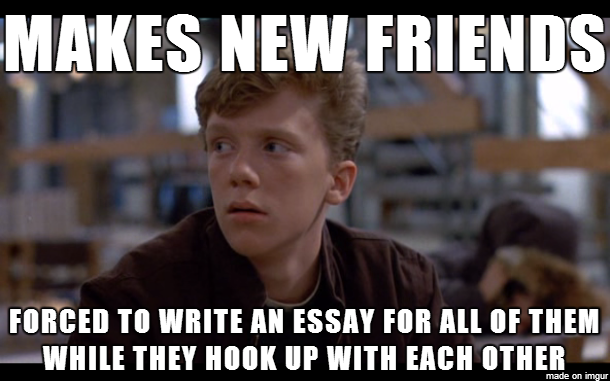 MAKES NEW FRIENDS
FORCED TO WRITE AN ESSAY FOR ALL OF THEM
WHILE THEY HOOK UP WITH EACH OTHER
made on imgur